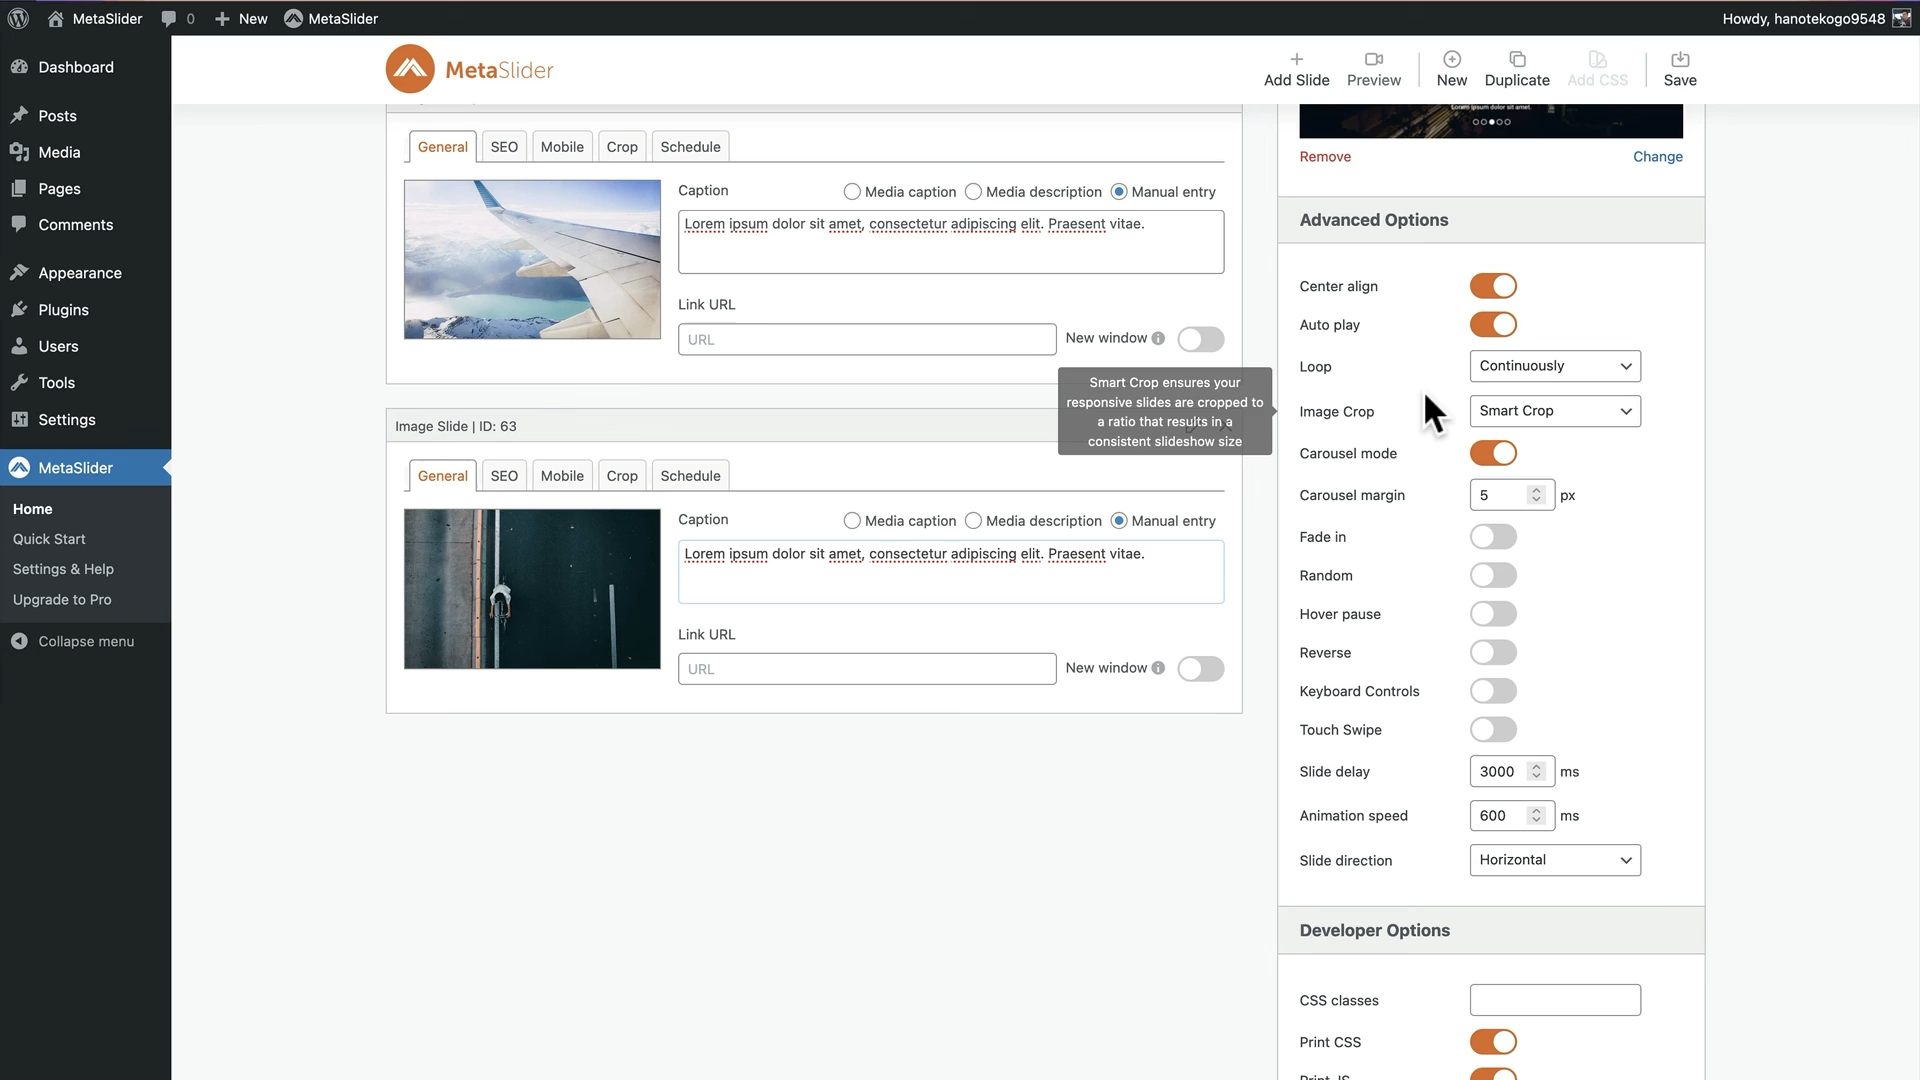 MetaSlider
0
New
MetaSlider
Howdy, hanotekogo9548
Dashboard
Posts
Media
Pages
Comments
Appearance
Plugins
Users
Tools
Settings
MetaSlider
Home
Quick Start
Settings & Help
Upgrade to Pro
Collapse menu
MetaSlider
Add Slide
Preview
New
Duplicate
Add CSS
Save
General SEO Mobile Crop Schedule
Caption
Media caption Media description Manual entry
Lorem ipsum dolor sit amet, consectetur adipiscing elit. Praesent vitae.
Link URL
URL
New window
Image Slide | ID: 63
General SEO Mobile Crop Schedule
Caption
Media caption Media description Manual entry
Lorem ipsum dolor sit amet, consectetur adipiscing elit. Praesent vitae.
Link URL
URL
New window
Smart Crop ensures your
responsive slides are cropped to
a ratio that results in a
consistent slideshow size
Lorem ipsum dolor sit amet.
Remove
Change
Advanced Options
Center align
Auto play
Loop Continuously
Image Crop Smart Crop
Carousel mode
Carousel margin 5 px
Fade in
Random
Hover pause
Reverse
Keyboard Controls
Touch Swipe
Slide delay 3000 ms
Animation speed 600 ms
Slide direction Horizontal
Developer Options
CSS classes
Print CSS
Print JS